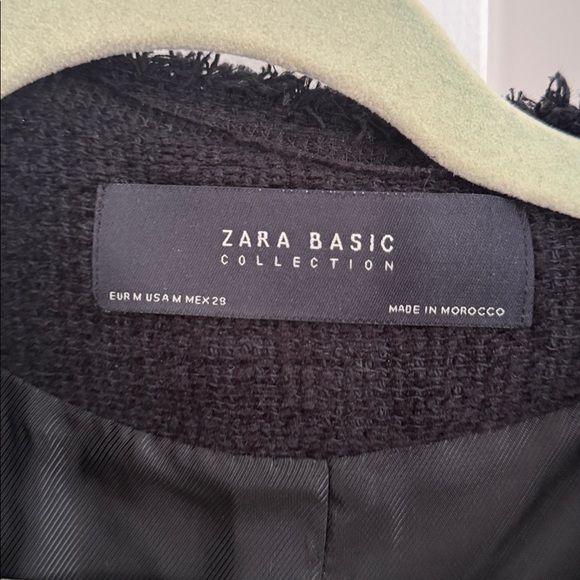 ZARA BASIC
COLLECTION
EUR M USA M MEX 28
MADE IN MOROCCO